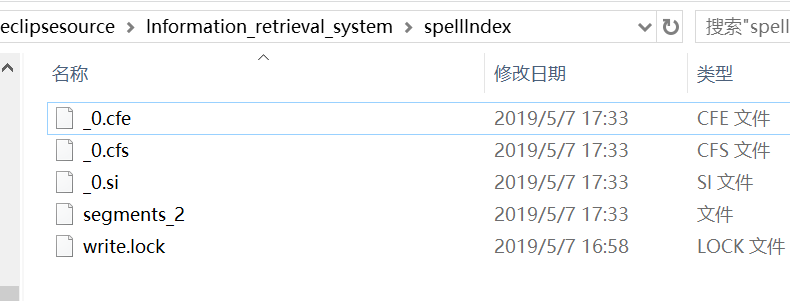 eclipsesource > Information_retrieval_system > spellIndex 搜索"spell
名称 修改日期 类型
_0.cfe 2019/5/7 17:33 CFE 文件
_0.cfs 2019/5/7 17:33 CFS 文件
_0.si 2019/5/7 17:33 SI 文件
segments_2 2019/5/7 17:33 文件
write.lock 2019/5/7 16:58 LOCK 文件